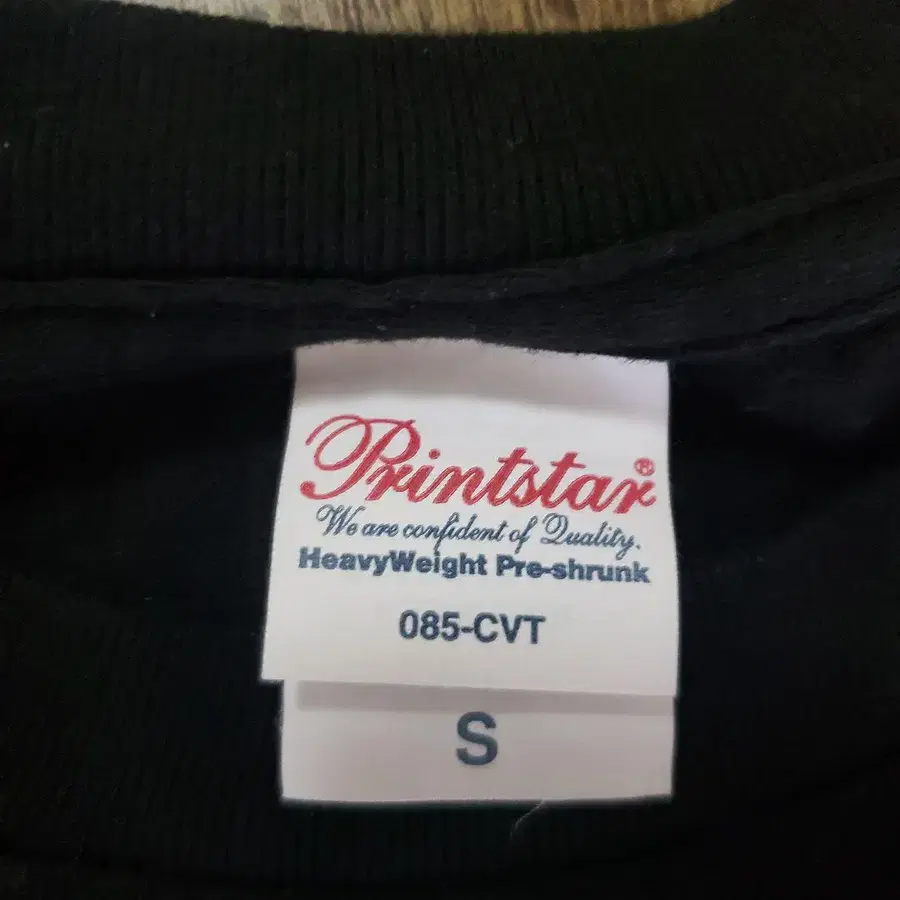 Printstar®
We are confident of Quality.
HeavyWeight Pre-shrunk
085-CVT
S